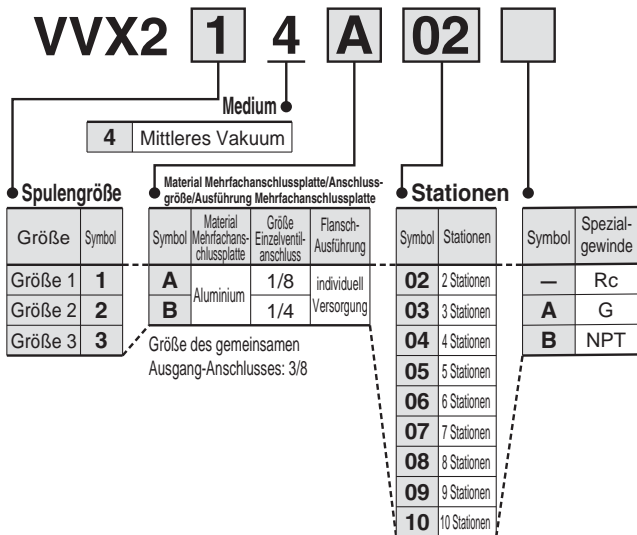 VVX2 1 4 A 02
Medium
4 Mittleres Vakuum
Spulengröße
Größe Symbol
Größe 1 1
Größe 2 2
Größe 3 3
Material Mehrfachanschlussplatte/Anschluss-
größe/Ausführung Mehrfachanschlussplatte
Symbol Material Mehrfachans-chlussplatte Größe Einzelventil-anschluss Flansch-Ausführung
A Aluminium 1/8 individuell Versorgung
B 1/4
Größe des gemeinsamen
Ausgang-Anschlusses: 3/8
Stationen
Symbol Stationen
02 2 Stationen
03 3 Stationen
04 4 Stationen
05 5 Stationen
06 6 Stationen
07 7 Stationen
08 8 Stationen
09 9 Stationen
10 10 Stationen
Symbol Spezial-gewinde
— Rc
A G
B NPT